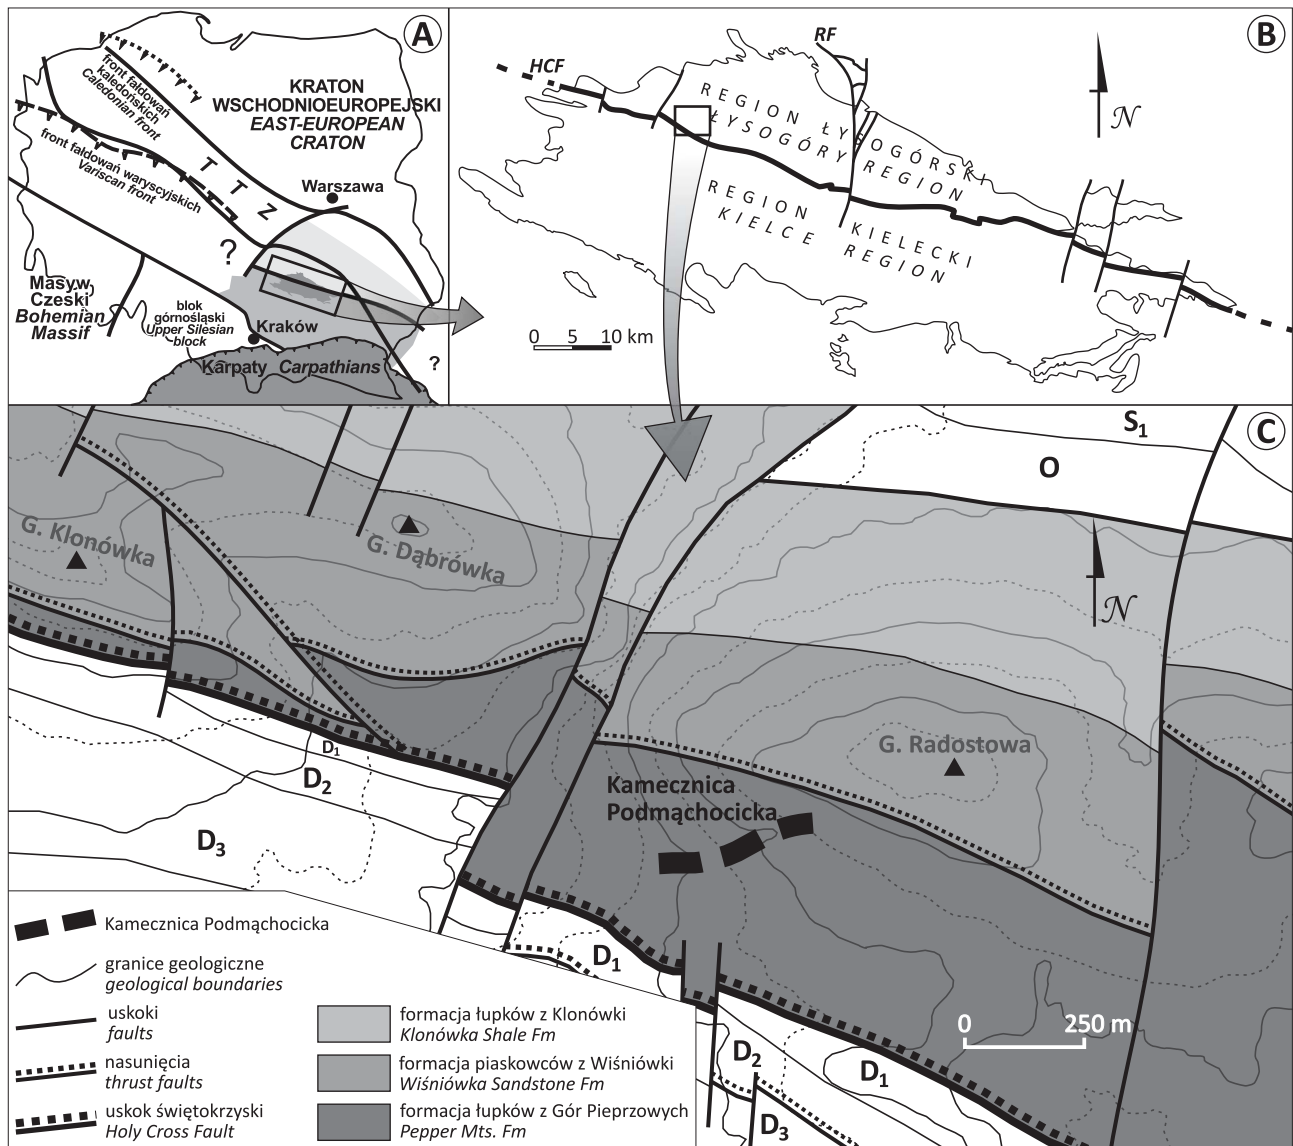 A
front fałdowań
kaledońskich
Caledonian front
KRATON
WSCHODNIOEUROPEJSKI
EAST-EUROPEAN
CRATON
front fałdowań waryscyjskich
Variscan front
T T Z
Warszawa
?
Masyw
Czeski
Bohemian
Massif
blok
górnośląski
Upper Silesian
block
Kraków
?
Karpaty Carpathians
B
RF
HCF
REGION ŁYSOGÓRSKI
ŁYSOGÓRY REGION
REGION KIELECKI
KIELCE REGION
N
0 5 10 km
C
S1
O
G. Klonówka
G. Dąbrówka
N
G. Radostowa
Kamecznica
Podmąchocicka
D1
D2
D3
D1
0 250 m
D2
D1
D3
Kamecznica Podmąchocicka
granice geologiczne
geological boundaries
uskoki
faults
nasunięcia
thrust faults
uskok świętokrzyski
Holy Cross Fault
formacja łupków z Klonówki
Klonówka Shale Fm
formacja piaskowców z Wiśniówki
Wiśniówka Sandstone Fm
formacja łupków z Gór Pieprzowych
Pepper Mts. Fm